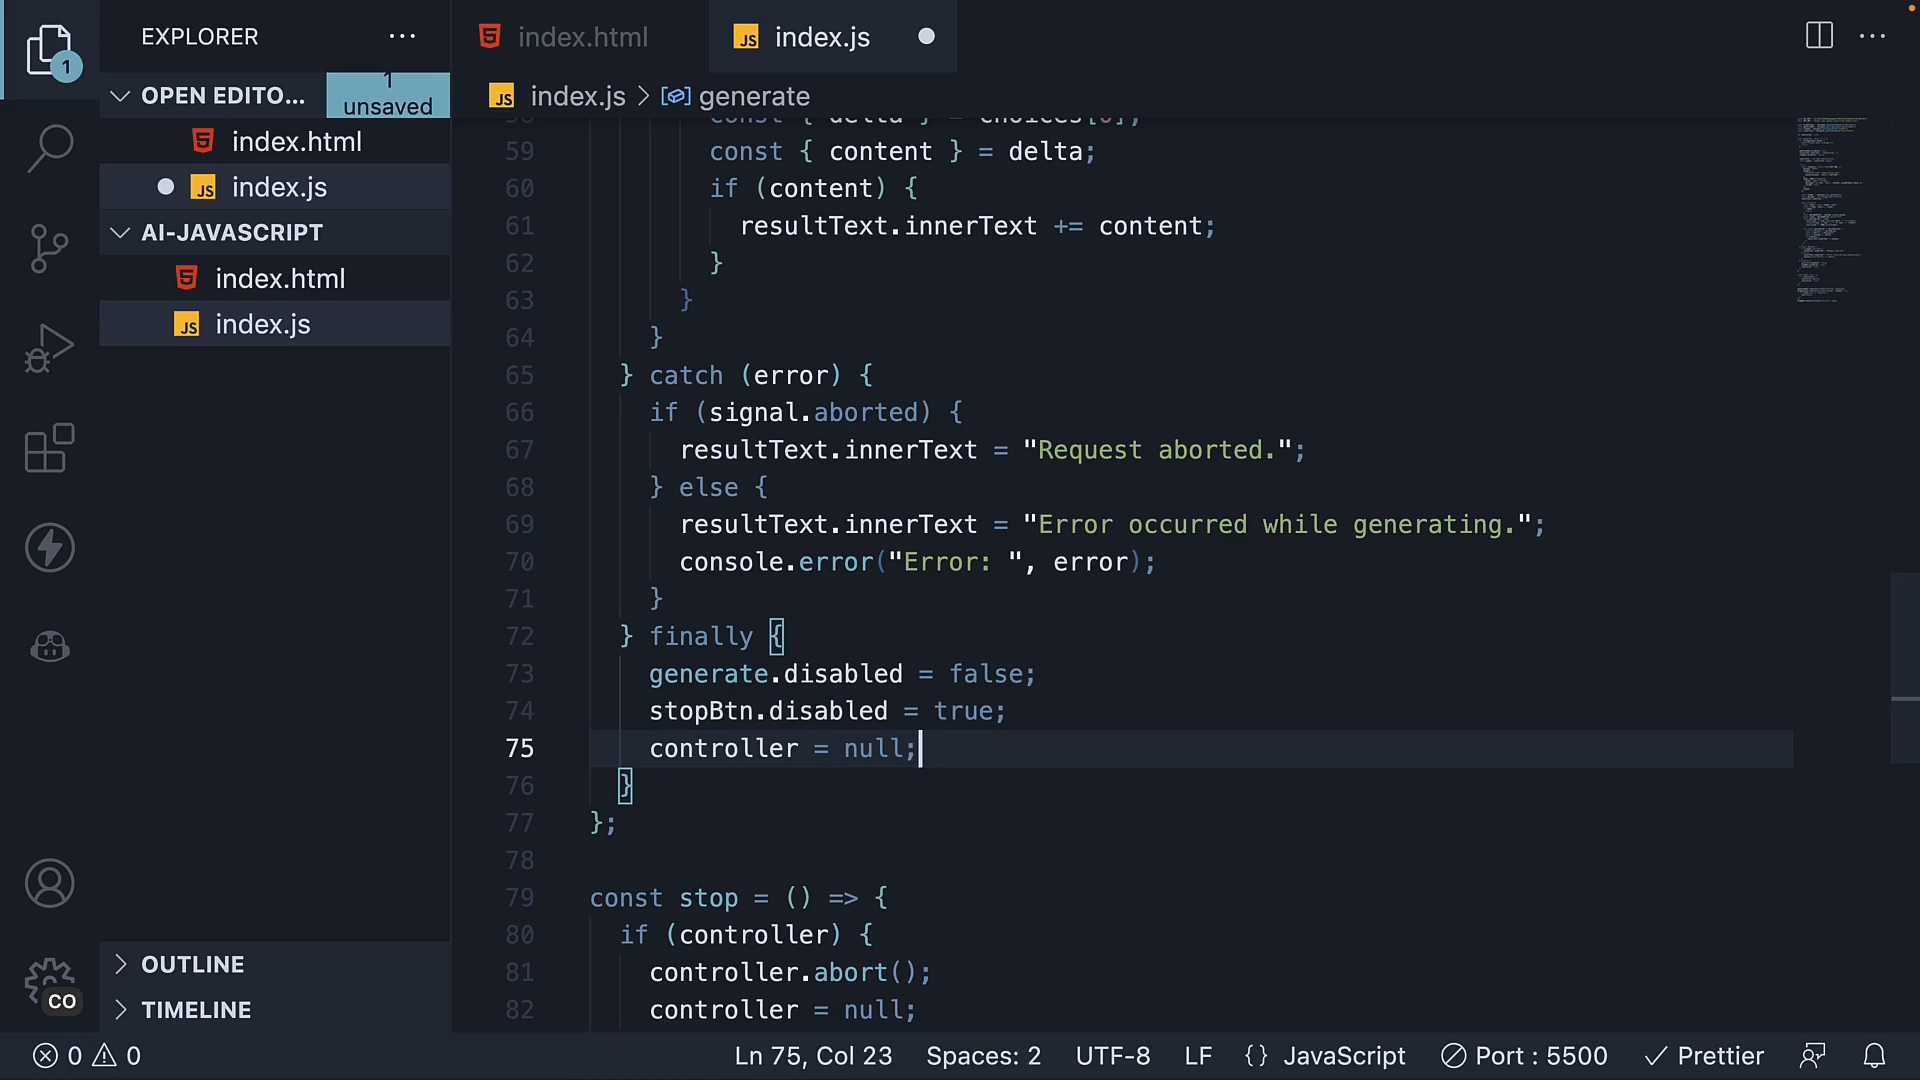 EXPLORER
1
OPEN EDITO...
1
unsaved
index.html
index.js
AI-JAVASCRIPT
index.html
index.js
OUTLINE
TIMELINE
CO
index.html
JS index.js
JS index.js > generate
59 const { content } = delta;
60 if (content) {
61 resultText.innerText += content;
62 }
63 }
64 }
65 } catch (error) {
66 if (signal.aborted) {
67 resultText.innerText = "Request aborted.";
68 } else {
69 resultText.innerText = "Error occurred while generating.";
70 console.error("Error: ", error);
71 }
72 } finally {
73 generate.disabled = false;
74 stopBtn.disabled = true;
75 controller = null;
76 }
77 };
78
79 const stop = () => {
80 if (controller) {
81 controller.abort();
82 controller = null;
0 0
Ln 75, Col 23
Spaces: 2
UTF-8
LF
{} JavaScript
Port : 5500
Prettier